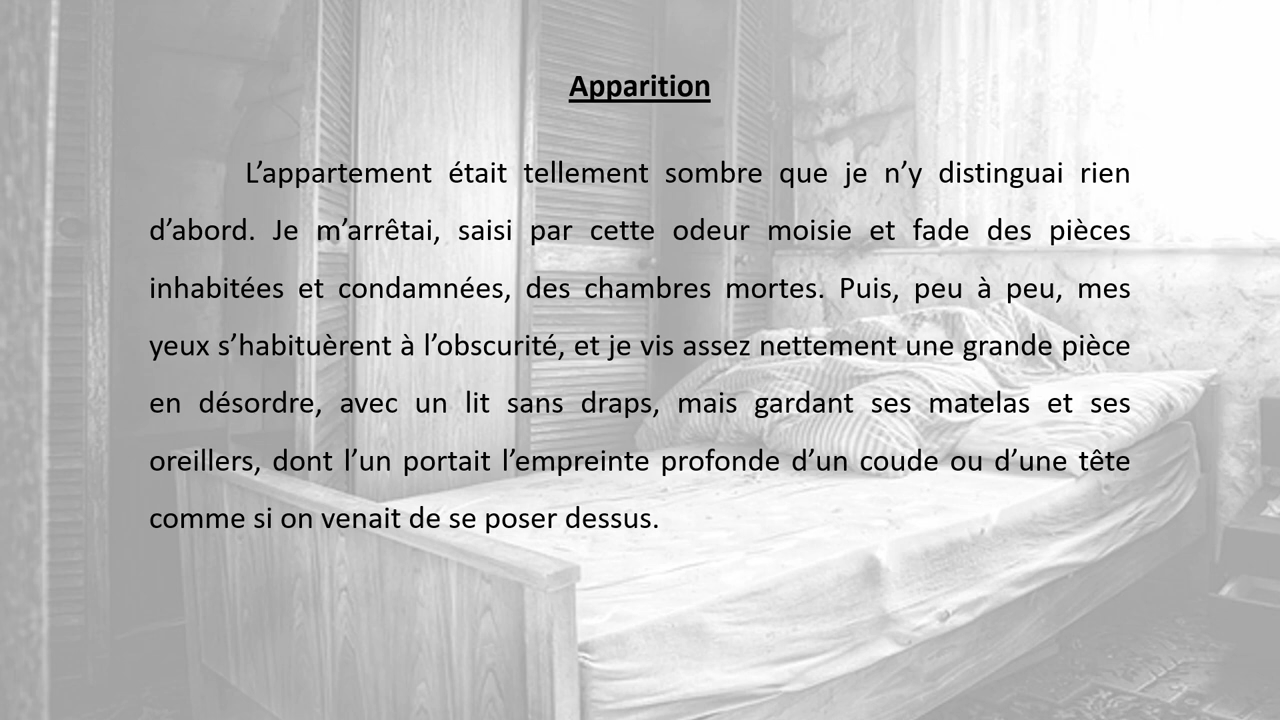 Apparition
L’appartement était tellement sombre que je n’y distinguai rien
d’abord. Je m’arrêtai, saisi par cette odeur moisie et fade des pièces
inhabitées et condamnées, des chambres mortes. Puis, peu à peu, mes
yeux s’habituèrent à l’obscurité, et je vis assez nettement une grande pièce
en désordre, avec un lit sans draps, mais gardant ses matelas et ses
oreillers, dont l’un portait l’empreinte profonde d’un coude ou d’une tête
comme si on venait de se poser dessus.